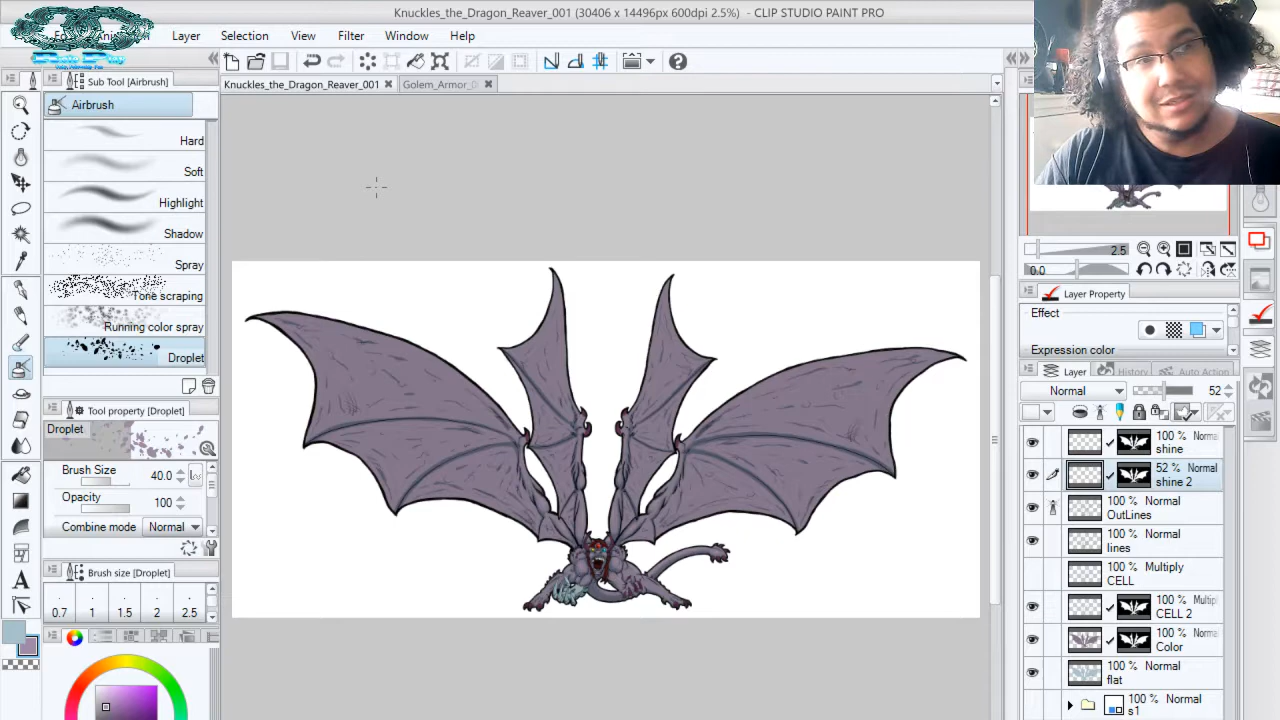 Knuckles_the_Dragon_Reaver_001 (30406 x 14496px 600dpi 2.5%) - CLIP STUDIO PAINT PRO
Layer Selection View Filter Window Help
Sub Tool [Airbrush]
Knuckles_the_Dragon_Reaver_001 Golem_Armor_0
Airbrush
Hard
Soft
Highlight
Shadow
Spray
Tone scraping
Running color spray
Droplet
Tool property [Droplet]
Droplet
Brush Size 40.0
Opacity 100
Combine mode Normal
Brush size [Droplet]
0.7 1 1.5 2 2.5
2.5
0.0
Layer Property
Effect
Expression color
Layer History Auto Action
Normal 52
100 % Normal
shine
52 % Normal
shine 2
100 % Normal
OutLines
100 % Normal
lines
100 % Multiply
CELL
100 % Multipl
CELL 2
100 % Normal
Color
100 % Normal
flat
100 % Normal
s1